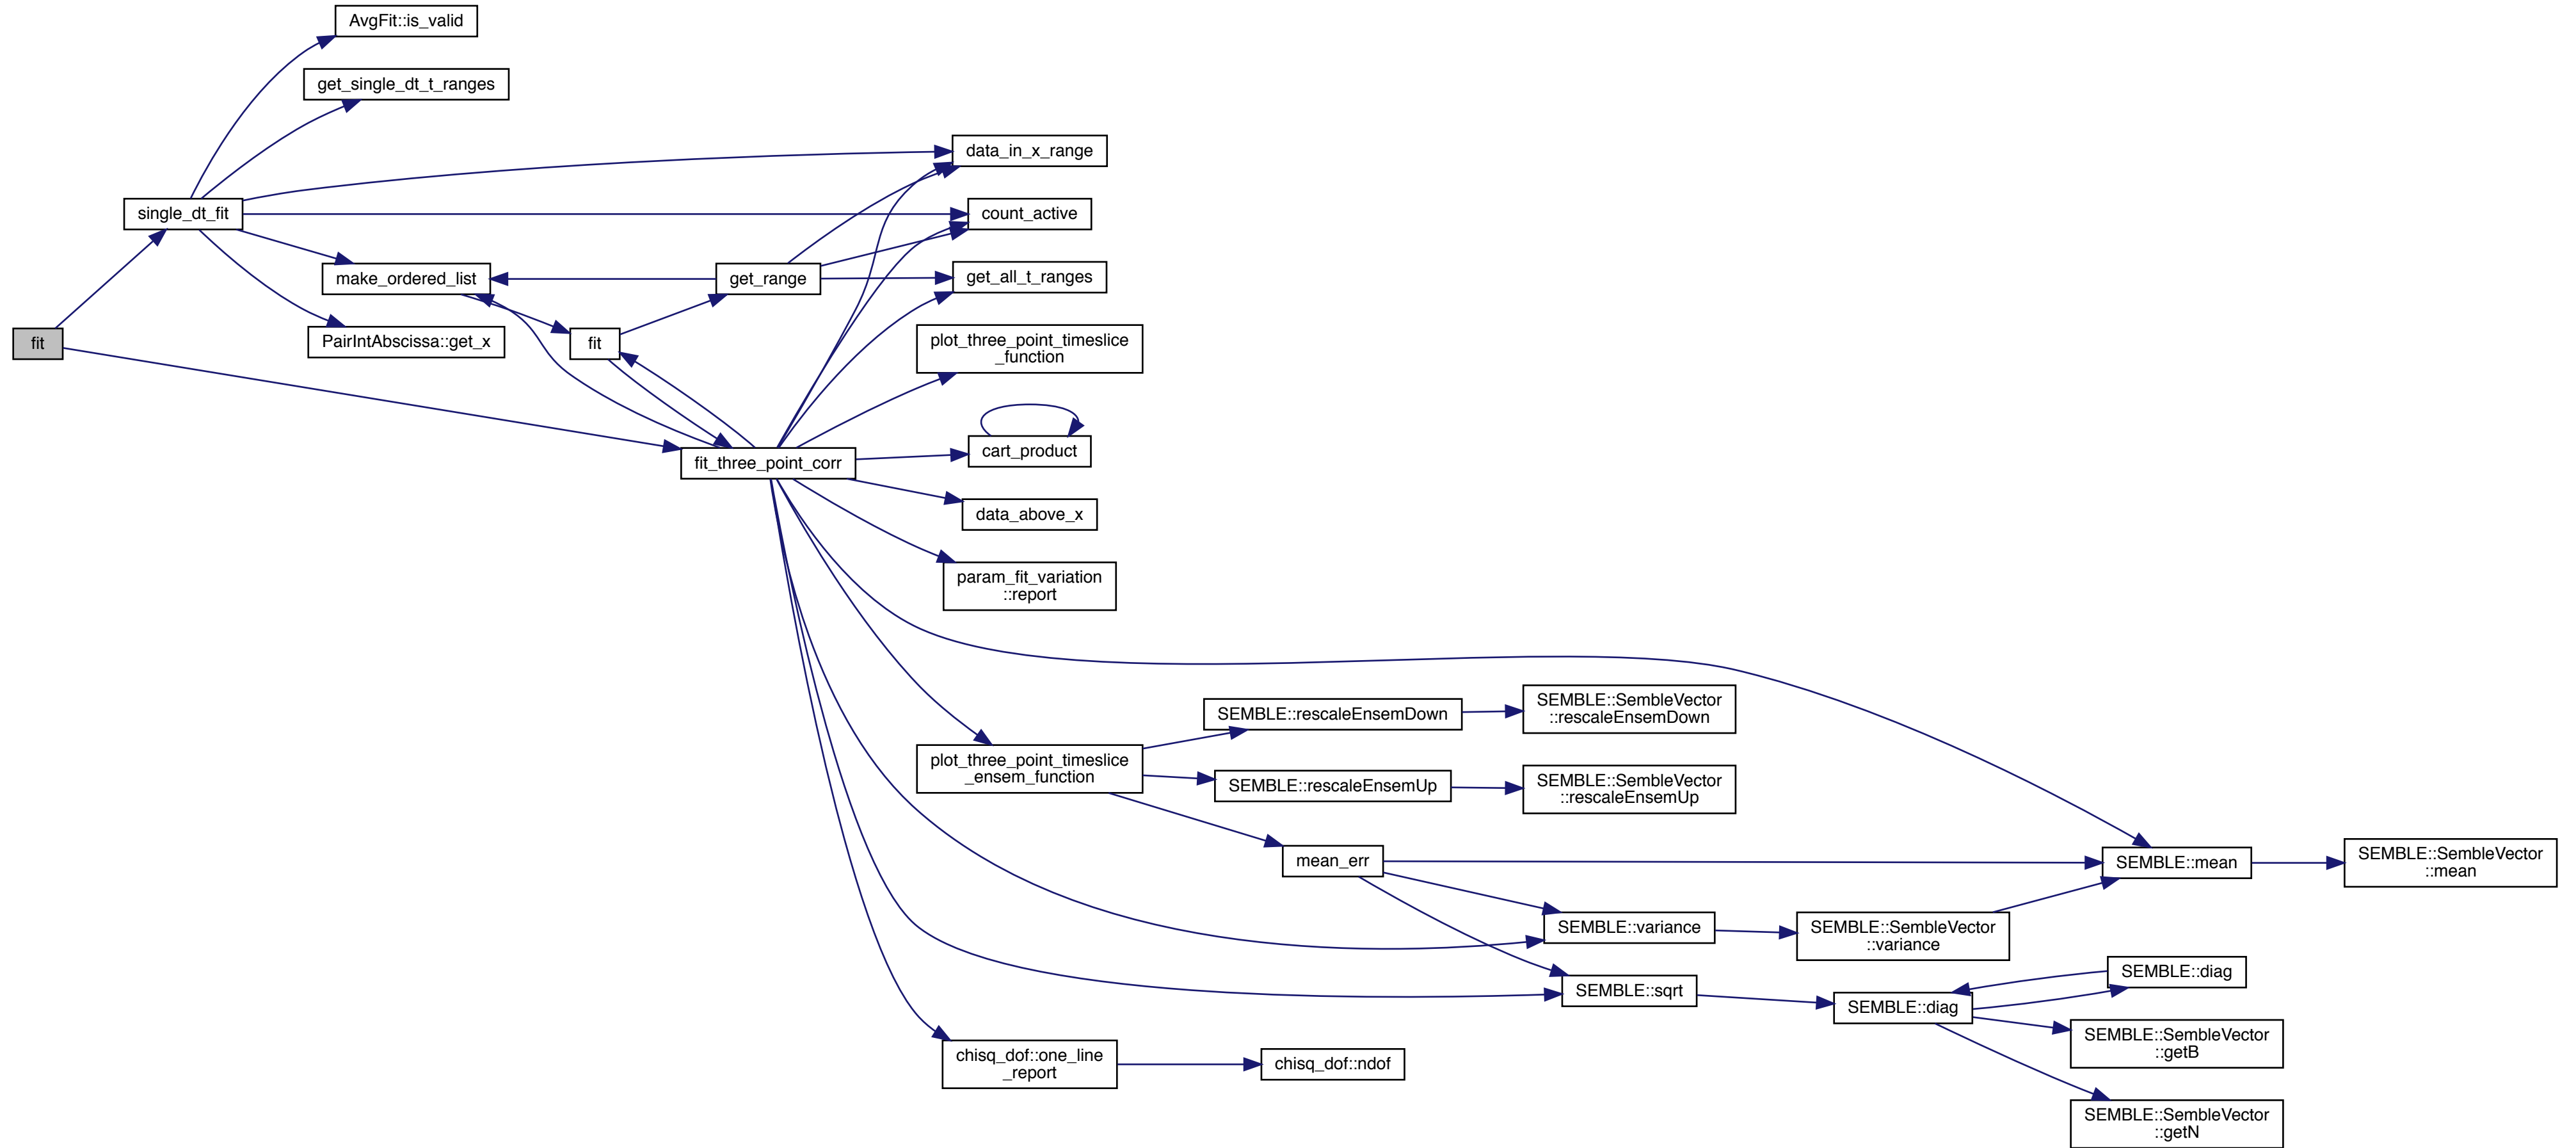 AvgFit::is_valid
get_single_dt_t_ranges
data_in_x_range
single_dt_fit
count_active
make_ordered_list
get_range
get_all_t_ranges
fit
PairIntAbscissa::get_x
fit
plot_three_point_timeslice
_function
fit_three_point_corr
cart_product
data_above_x
param_fit_variation
::report
SEMBLE::rescaleEnsemDown
SEMBLE::SembleVector
::rescaleEnsemDown
plot_three_point_timeslice
_ensem_function
SEMBLE::rescaleEnsemUp
SEMBLE::SembleVector
::rescaleEnsemUp
mean_err
SEMBLE::mean
SEMBLE::SembleVector
::mean
SEMBLE::variance
SEMBLE::SembleVector
::variance
SEMBLE::sqrt
SEMBLE::diag
SEMBLE::diag
SEMBLE::SembleVector
::getB
chisq_dof::one_line
_report
chisq_dof::ndof
SEMBLE::SembleVector
::getN